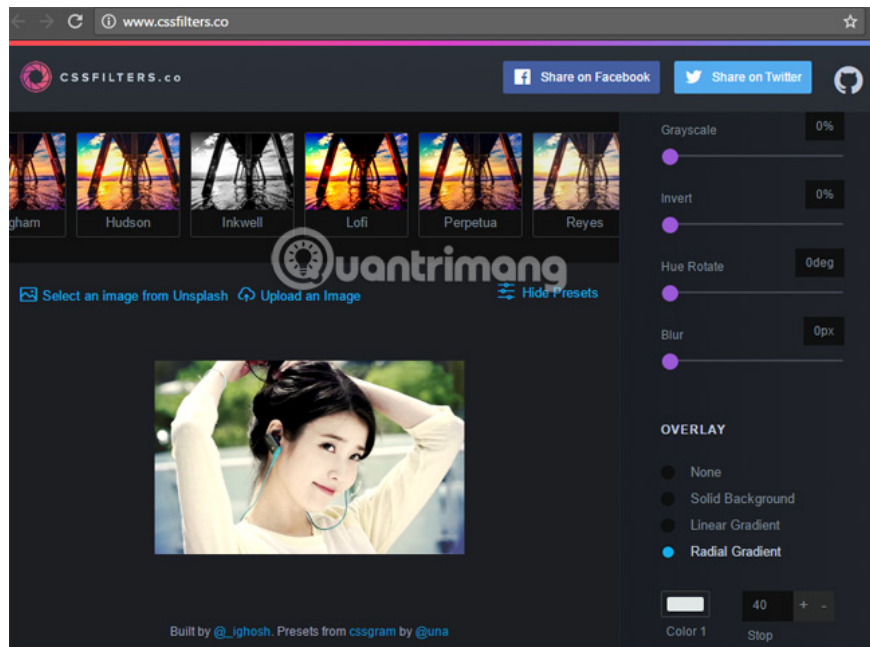 www.cssfilters.co
CSSFILTERS.co
Share on Facebook
Share on Twitter
gham
Hudson
Inkwell
Lofi
Perpetua
Reyes
Quantrimang
Select an image from Unsplash
Upload an Image
Hide Presets
Built by @_ighosh. Presets from cssgram by @una
Grayscale 0%
Invert 0%
Hue Rotate 0deg
Blur 0px
OVERLAY
None
Solid Background
Linear Gradient
Radial Gradient
40 + -
Color 1 Stop